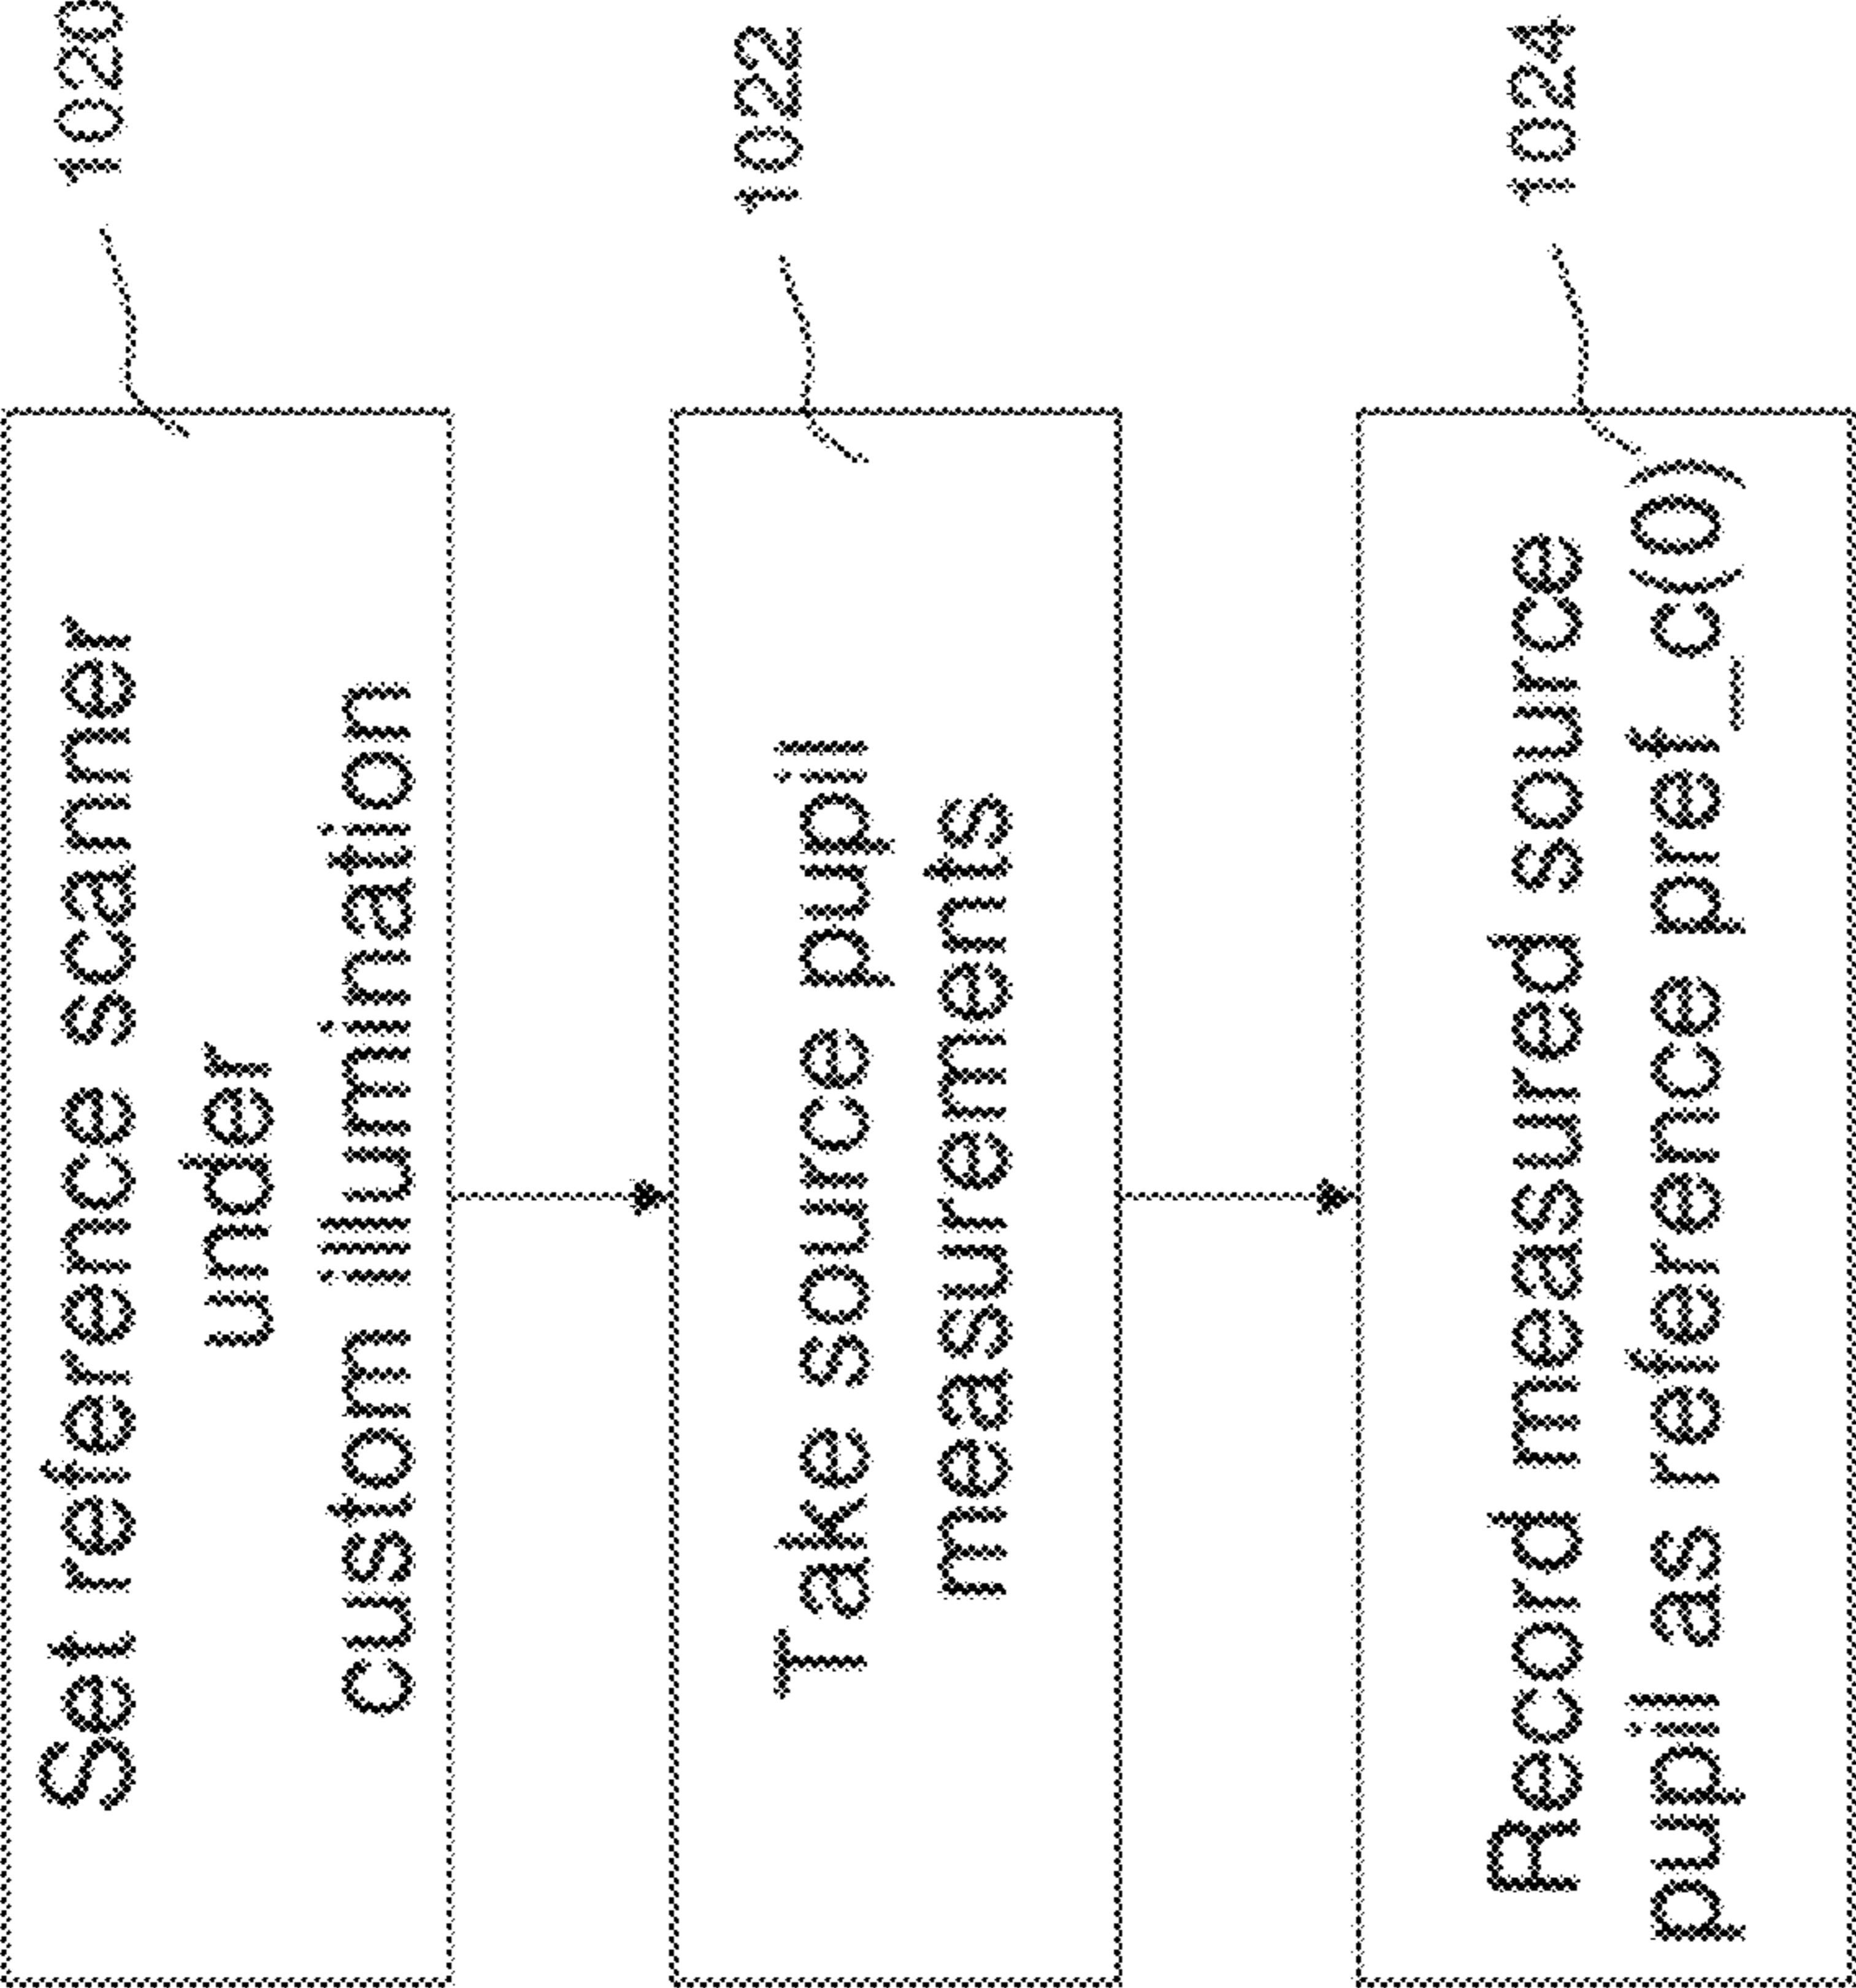 Set reference scanner
under
custom illumination
1020
Take source pupil
measurements
1022
Record measured source
pupil as reference pref_c(0)
1024